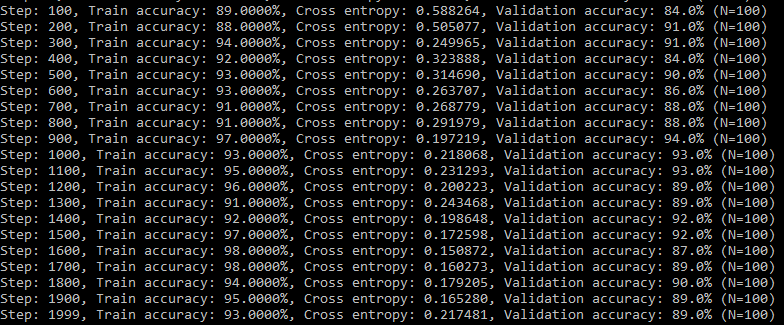 Step: 100, Train accuracy: 89.0000%, Cross entropy: 0.588264, Validation accuracy: 84.0% (N=100)
Step: 200, Train accuracy: 88.0000%, Cross entropy: 0.505077, Validation accuracy: 91.0% (N=100)
Step: 300, Train accuracy: 94.0000%, Cross entropy: 0.249965, Validation accuracy: 91.0% (N=100)
Step: 400, Train accuracy: 92.0000%, Cross entropy: 0.323888, Validation accuracy: 84.0% (N=100)
Step: 500, Train accuracy: 93.0000%, Cross entropy: 0.314690, Validation accuracy: 90.0% (N=100)
Step: 600, Train accuracy: 93.0000%, Cross entropy: 0.263707, Validation accuracy: 86.0% (N=100)
Step: 700, Train accuracy: 91.0000%, Cross entropy: 0.268779, Validation accuracy: 88.0% (N=100)
Step: 800, Train accuracy: 91.0000%, Cross entropy: 0.291979, Validation accuracy: 88.0% (N=100)
Step: 900, Train accuracy: 97.0000%, Cross entropy: 0.197219, Validation accuracy: 94.0% (N=100)
Step: 1000, Train accuracy: 93.0000%, Cross entropy: 0.218068, Validation accuracy: 93.0% (N=100)
Step: 1100, Train accuracy: 95.0000%, Cross entropy: 0.231293, Validation accuracy: 93.0% (N=100)
Step: 1200, Train accuracy: 96.0000%, Cross entropy: 0.200223, Validation accuracy: 89.0% (N=100)
Step: 1300, Train accuracy: 91.0000%, Cross entropy: 0.243468, Validation accuracy: 89.0% (N=100)
Step: 1400, Train accuracy: 92.0000%, Cross entropy: 0.198648, Validation accuracy: 92.0% (N=100)
Step: 1500, Train accuracy: 97.0000%, Cross entropy: 0.172598, Validation accuracy: 92.0% (N=100)
Step: 1600, Train accuracy: 98.0000%, Cross entropy: 0.150872, Validation accuracy: 87.0% (N=100)
Step: 1700, Train accuracy: 98.0000%, Cross entropy: 0.160273, Validation accuracy: 89.0% (N=100)
Step: 1800, Train accuracy: 94.0000%, Cross entropy: 0.179205, Validation accuracy: 90.0% (N=100)
Step: 1900, Train accuracy: 95.0000%, Cross entropy: 0.165280, Validation accuracy: 89.0% (N=100)
Step: 1999, Train accuracy: 93.0000%, Cross entropy: 0.217481, Validation accuracy: 89.0% (N=100)